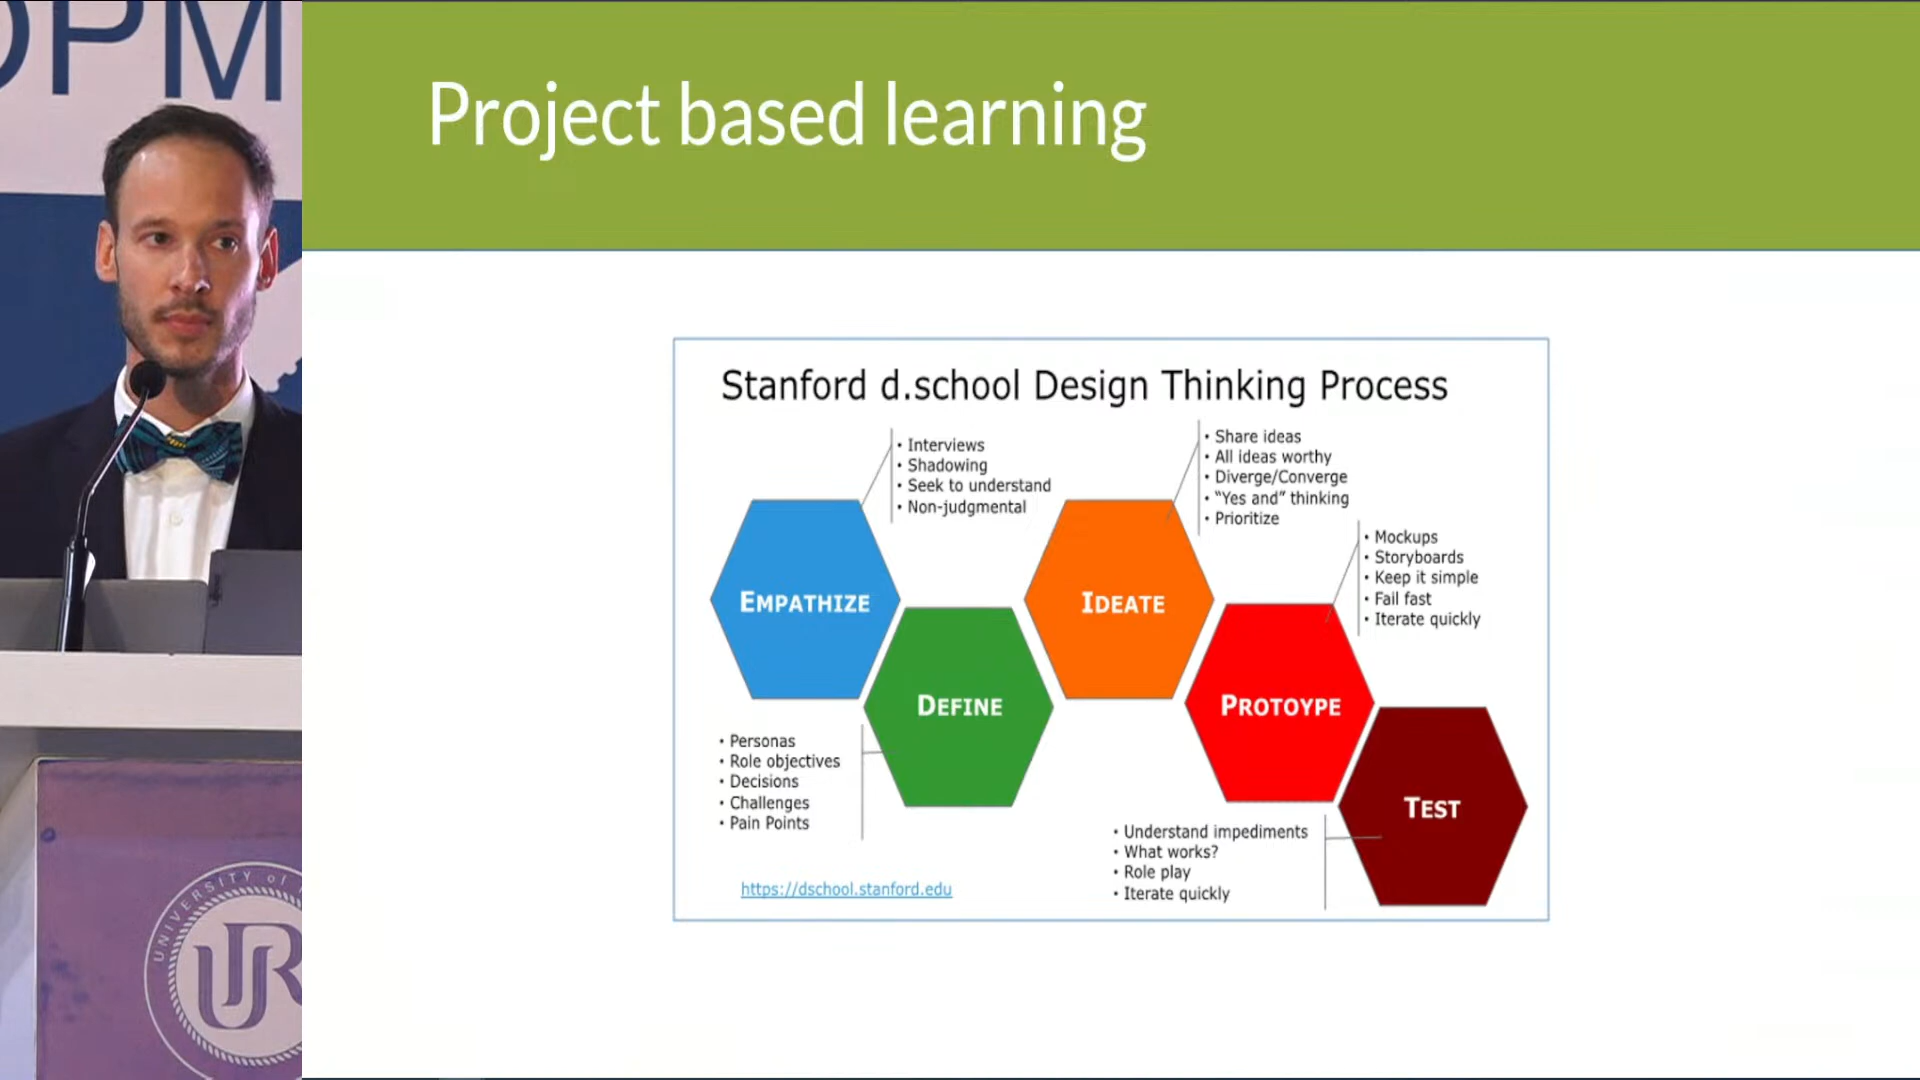 Project based learning
Stanford d.school Design Thinking Process
• Interviews
• Shadowing
• Seek to understand
• Non-judgmental
• Share ideas
• All ideas worthy
• Diverge/Converge
• “Yes and” thinking
• Prioritize
• Mockups
• Storyboards
• Keep it simple
• Fail fast
• Iterate quickly
EMPATHIZE
DEFINE
IDEATE
PROTOYPE
TEST
• Personas
• Role objectives
• Decisions
• Challenges
• Pain Points
• Understand impediments
• What works?
• Role play
• Iterate quickly
https://dschool.stanford.edu
UNIVERSITY of
UR